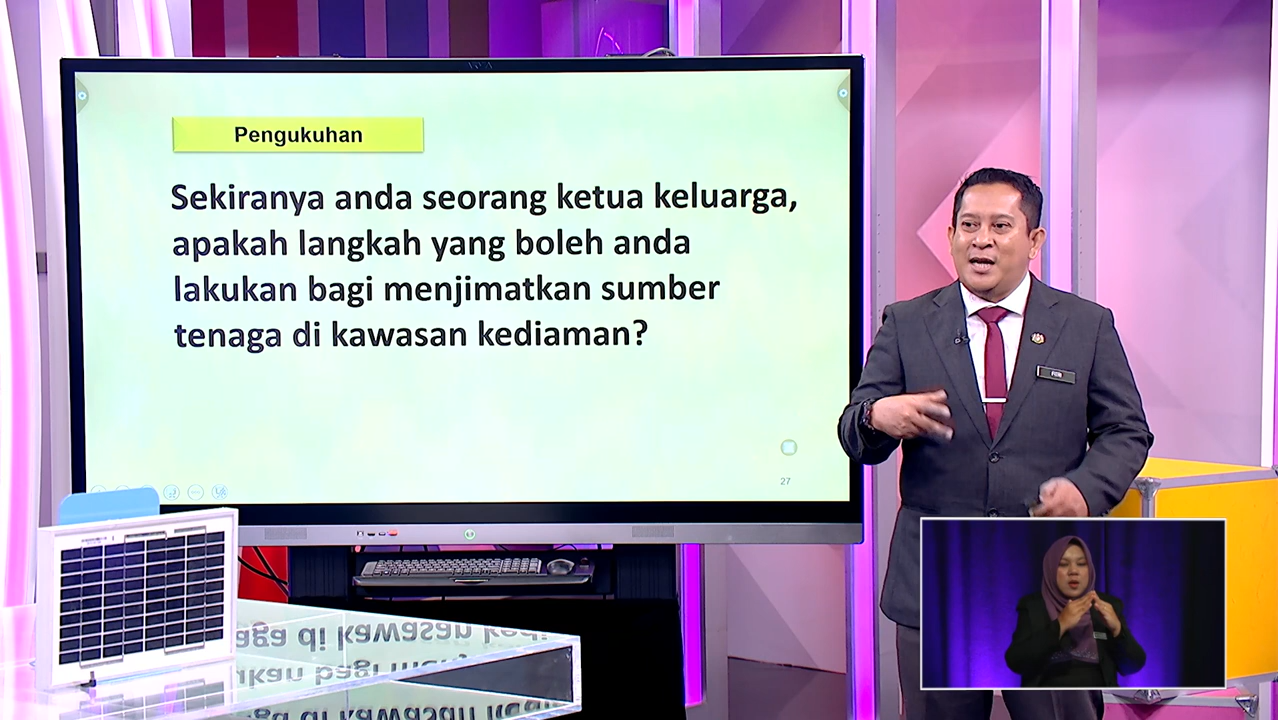 Pengukuhan
Sekiranya anda seorang ketua keluarga,
apakah langkah yang boleh anda
lakukan bagi menjimatkan sumber
tenaga di kawasan kediaman?
27